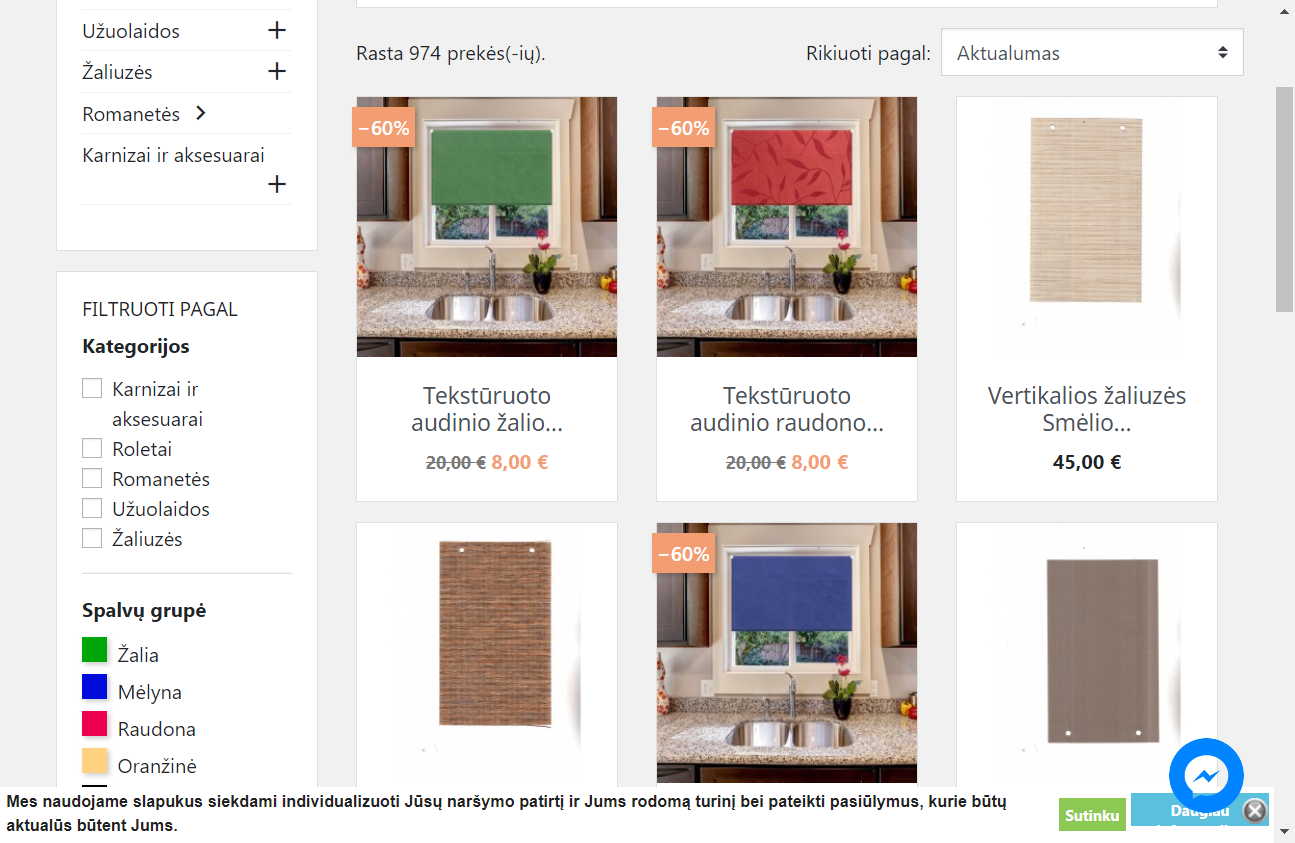 Užuolaidos
Žaliuzės
Romanetės
Karnizai ir aksesuarai
FILTRUOTI PAGAL
Kategorijos
Karnizai ir
aksesuarai
Roletai
Romanetės
Užuolaidos
Žaliuzės
Spalvų grupė
Žalia
Mėlyna
Raudona
Oranžinė
Rasta 974 prekės(-ių).
Rikiuoti pagal:
Aktualumas
−60%
Tekstūruoto
audinio žalio...
20,00 € 8,00 €
−60%
Tekstūruoto
audinio raudono...
20,00 € 8,00 €
Vertikalios žaliuzės
Smėlio...
45,00 €
−60%
Mes naudojame slapukus siekdami individualizuoti Jūsų naršymo patirtį ir Jums rodomą turinį bei pateikti pasiūlymus, kurie būtų
aktualūs būtent Jums.
Sutinku
Daugiau